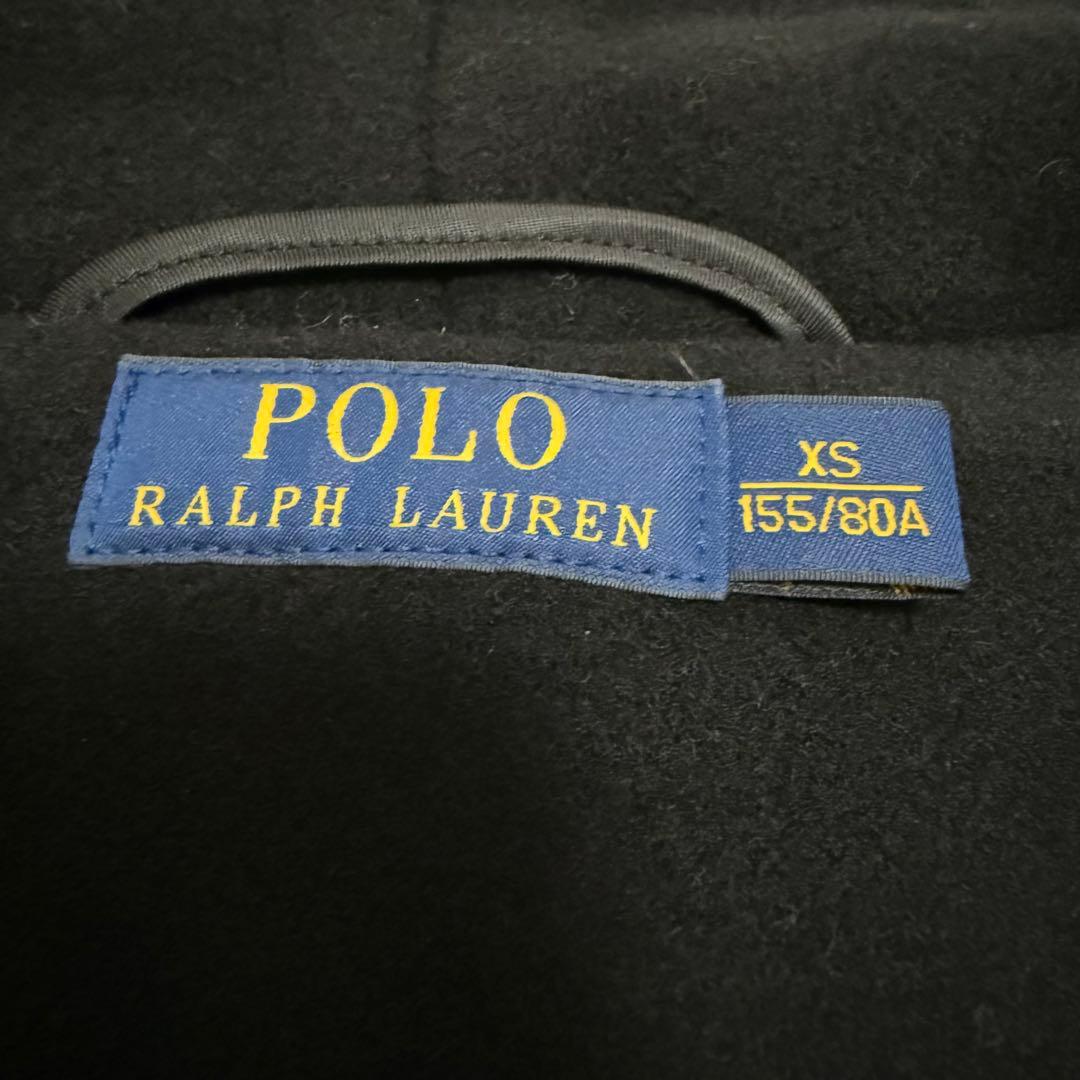 POLO
RALPH LAUREN
XS
155/80A